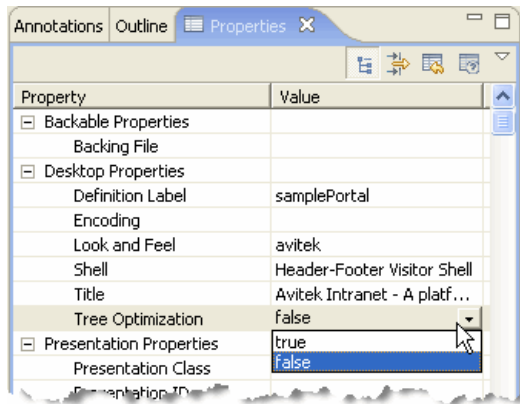 Annotations Outline Properties
Property Value
Backable Properties
Backing File
Desktop Properties
Definition Label samplePortal
Encoding
Look and Feel avitek
Shell Header-Footer Visitor Shell
Title Avitek Intranet - A platf...
Tree Optimization false
true
Presentation Properties
false
Presentation Class